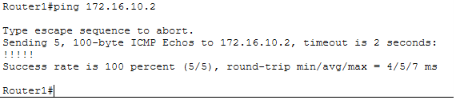 Router1#ping 172.16.10.2
Type escape sequence to abort.
Sending 5, 100-byte ICMP Echos to 172.16.10.2, timeout is 2 seconds:
!!!!!
Success rate is 100 percent (5/5), round-trip min/avg/max = 4/5/7 ms
Router1#